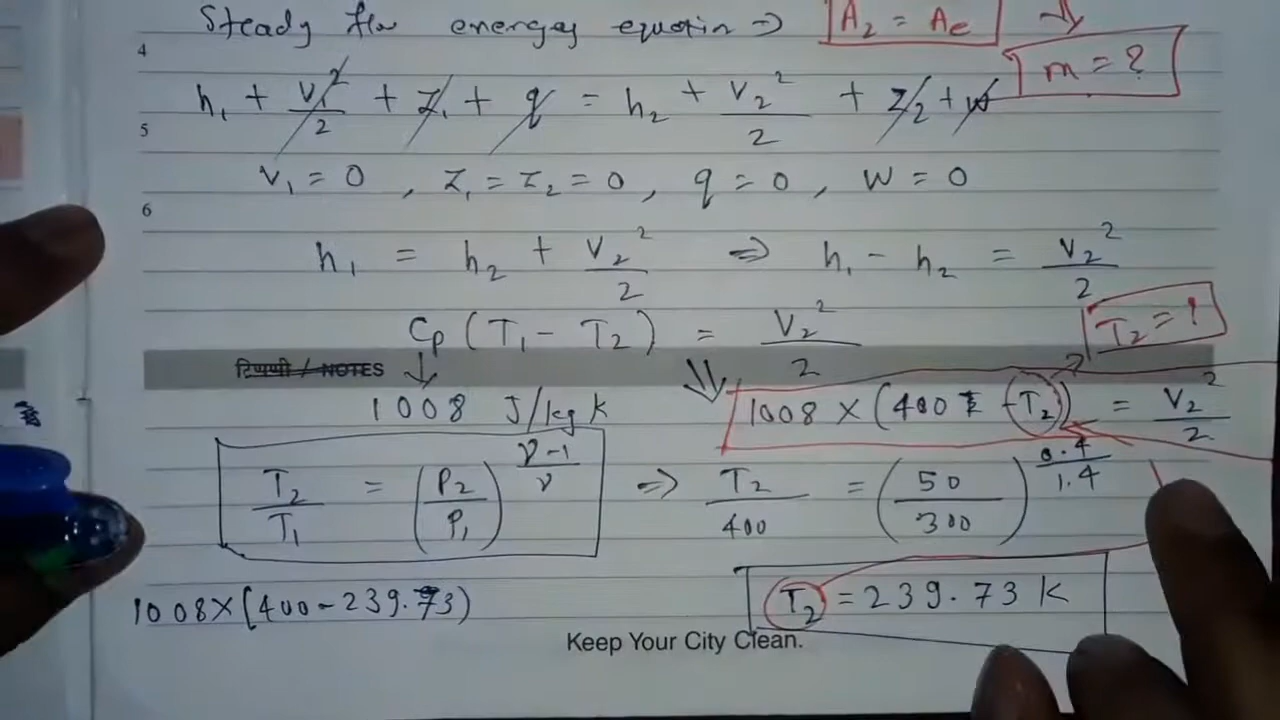 Steady flow energey equetin ⇒ A₂ = Aₑ
4
m = ?
h₁ + V₁²/2 + Z₁ + q = h₂ + V₂²/2 + Z₂ + w
5
V₁ = 0 , Z₁ = Z₂ = 0 , q = 0 , W = 0
6
h₁ = h₂ + V₂²/2 ⇒ h₁ - h₂ = V₂²/2
Cp (T₁ - T₂) = V₂²/2
T₂ = !
टिप्पणी / NOTES
1008 J/kg K
1008 × (400 K - T₂) = V₂²/2
T₂/T₁ = (P₂/P₁)^(γ-1/γ) ⇒ T₂/400 = (50/300)^(0.4/1.4)
1008×(400-239.73)
T₂ = 239.73 K
Keep Your City Clean.